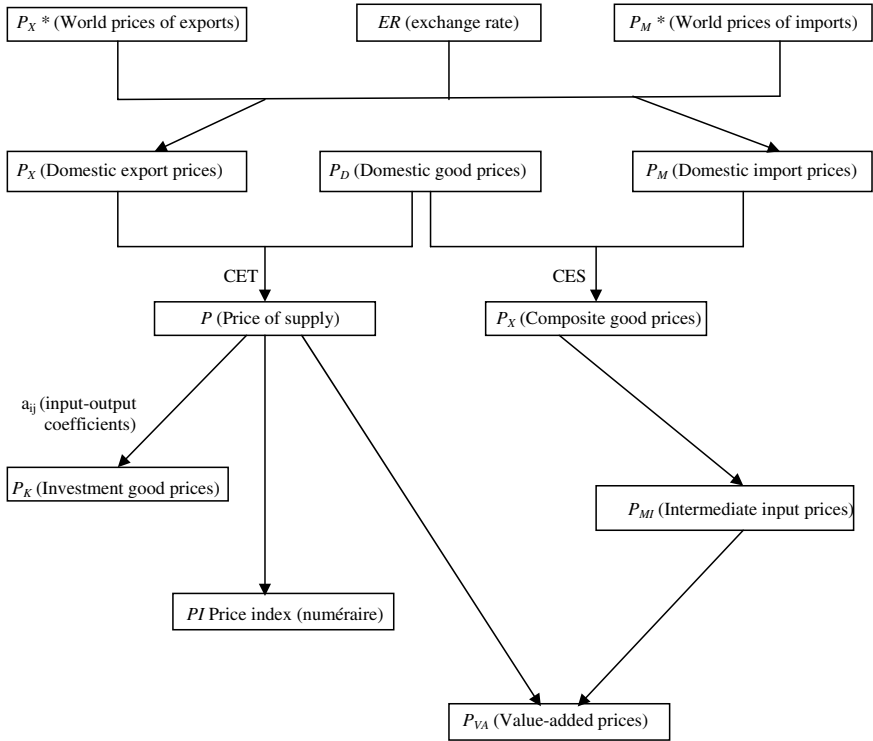 P_X * (World prices of exports)
ER (exchange rate)
P_M * (World prices of imports)
P_X (Domestic export prices)
P_D (Domestic good prices)
P_M (Domestic import prices)
CET
CES
P (Price of supply)
P_X (Composite good prices)
a_ij (input-output
coefficients)
P_K (Investment good prices)
P_MI (Intermediate input prices)
PI Price index (numéraire)
P_VA (Value-added prices)